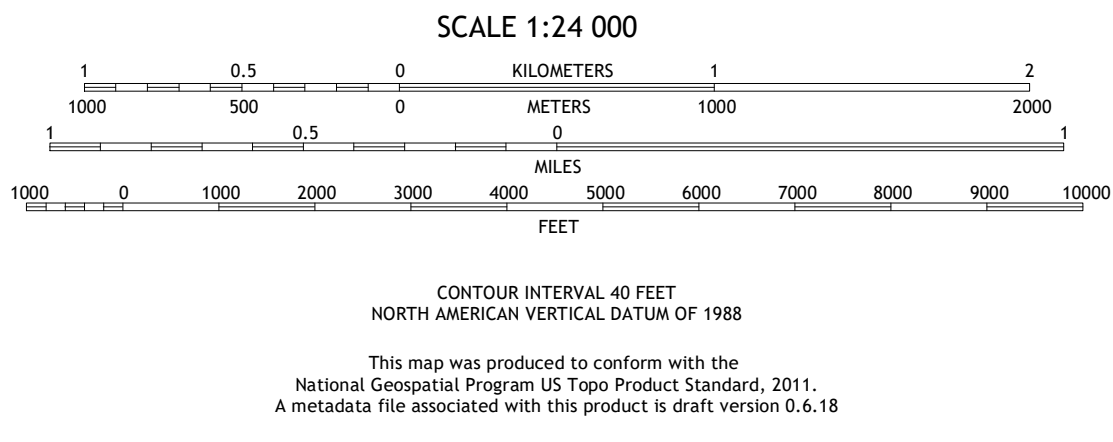 SCALE 1:24 000
1 0.5 0 KILOMETERS 1 2
1000 500 0 METERS 1000 2000
1 0.5 0 1
MILES
1000 0 1000 2000 3000 4000 5000 6000 7000 8000 9000 10000
FEET
CONTOUR INTERVAL 40 FEET
NORTH AMERICAN VERTICAL DATUM OF 1988
This map was produced to conform with the
National Geospatial Program US Topo Product Standard, 2011.
A metadata file associated with this product is draft version 0.6.18